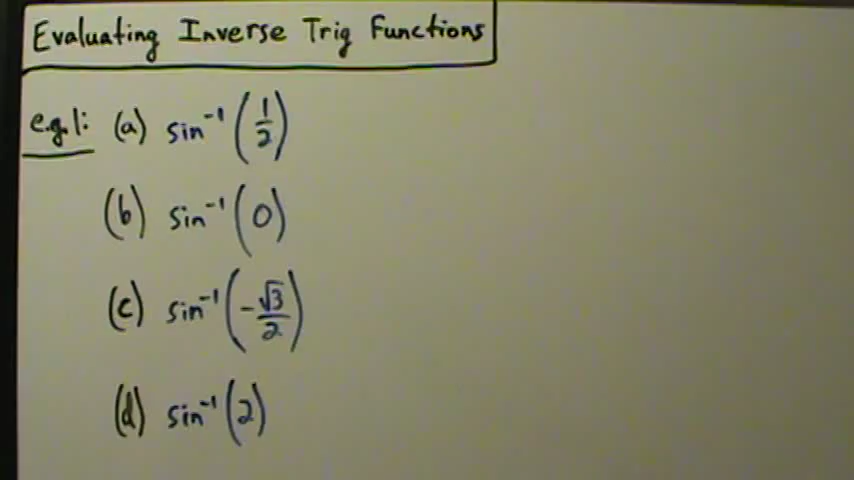 Evaluating Inverse Trig Functions
e.g.1: (a) sin⁻¹(1/2)
(b) sin⁻¹(0)
(c) sin⁻¹(-√3/2)
(d) sin⁻¹(2)